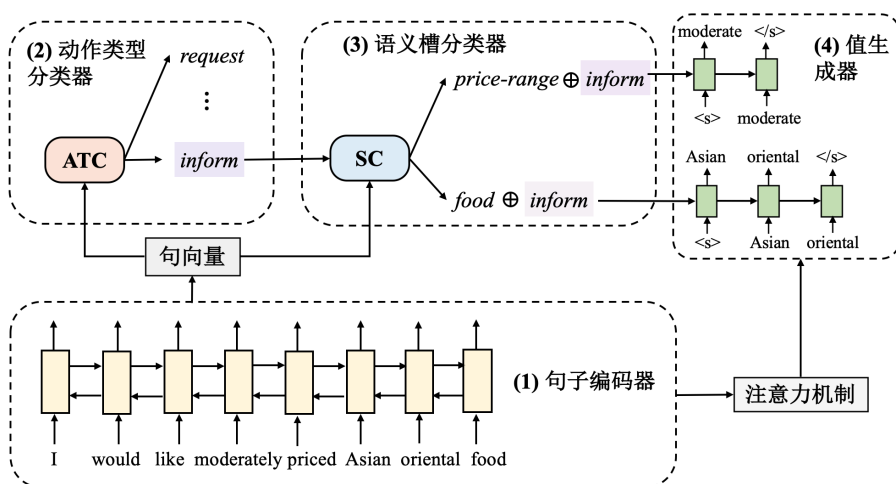 (2) 动作类型
分类器
request
⋮
ATC
inform
(3) 语义槽分类器
price-range ⊕ inform
SC
food ⊕ inform
(4) 值生
成器
moderate </s>
<s> moderate
Asian oriental </s>
<s> Asian oriental
句向量
(1) 句子编码器
I would like moderately priced Asian oriental food
注意力机制